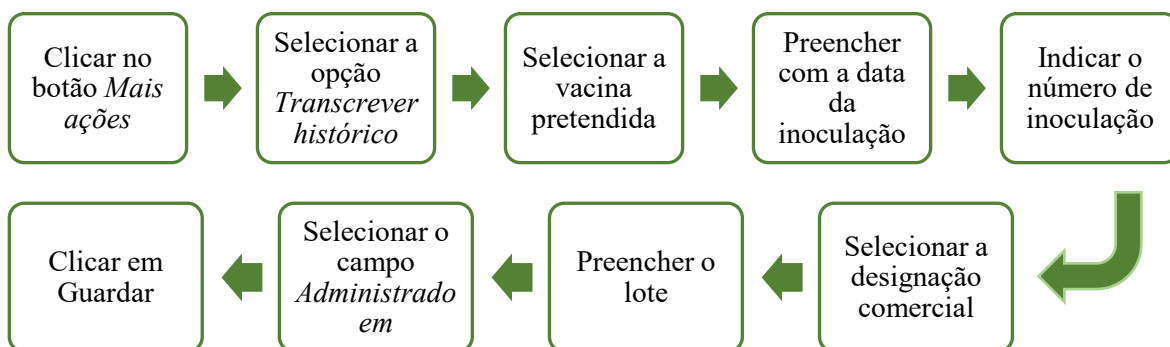 Clicar no
botão Mais
ações
Selecionar a
opção
Transcrever
histórico
Selecionar a
vacina
pretendida
Preencher
com a data
da
inoculação
Indicar o
número de
inoculação
Selecionar a
designação
comercial
Preencher o
lote
Selecionar o
campo
Administrado
em
Clicar em
Guardar